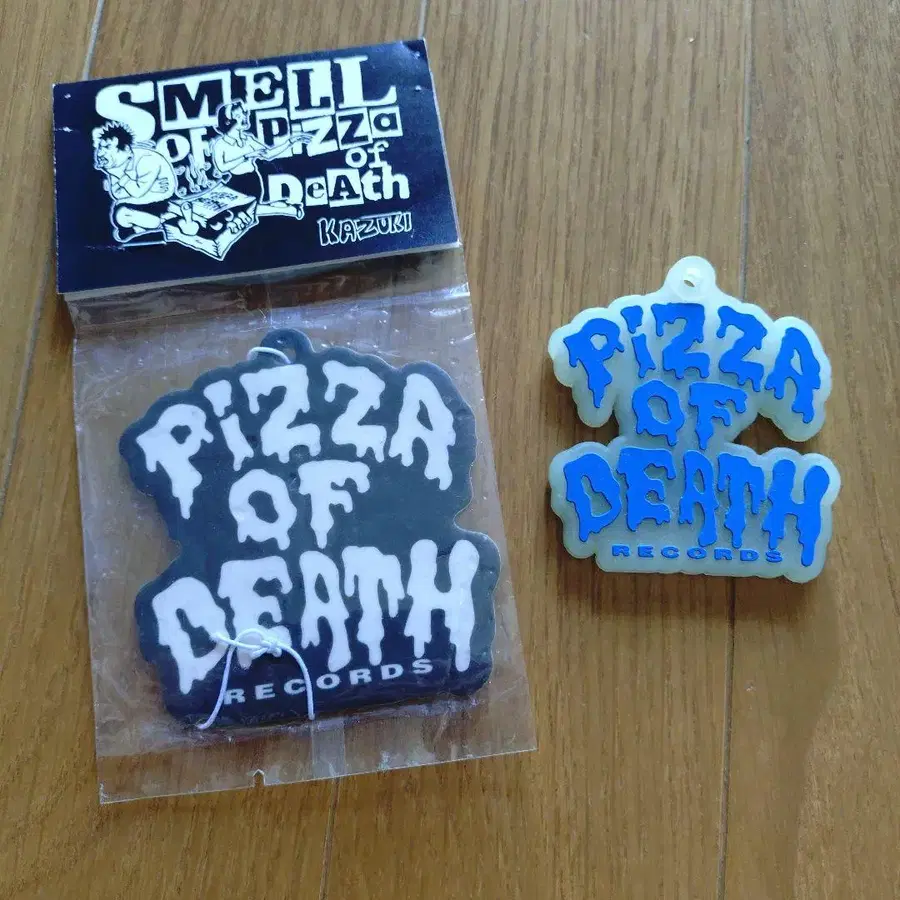 SMELL
OF PiZZa
of
DeAth
KAZUKI
PiZZA
OF
DEATH
RECORDS
PiZZA
OF
DEATH
RECORDS